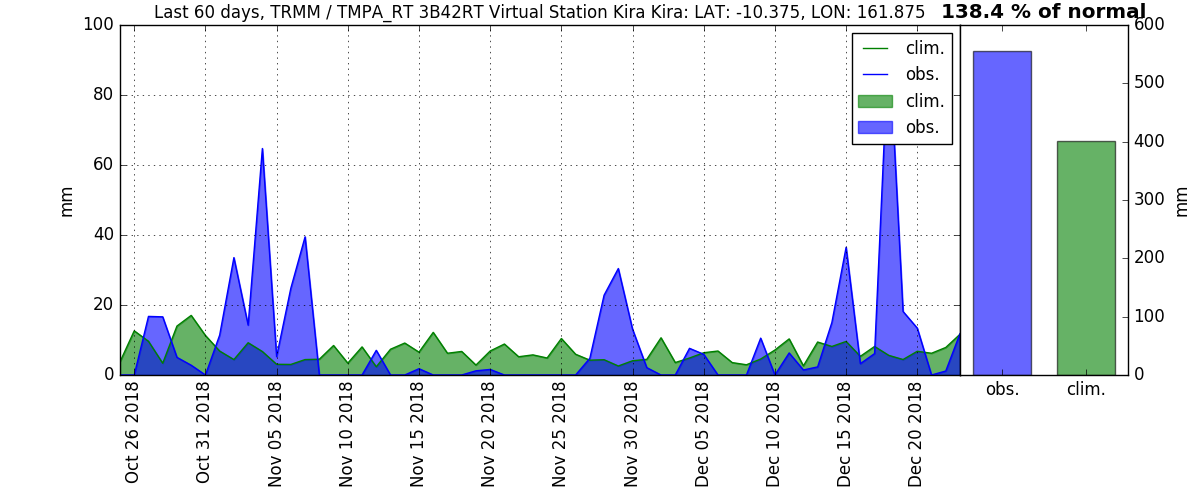 Last 60 days, TRMM / TMPA_RT 3B42RT Virtual Station Kira Kira: LAT: -10.375, LON: 161.875
138.4 % of normal
100
80
60
40
20
0
mm
clim.
obs.
clim.
obs.
600
500
400
300
200
100
0
mm
obs.
clim.
Oct 26 2018
Oct 31 2018
Nov 05 2018
Nov 10 2018
Nov 15 2018
Nov 20 2018
Nov 25 2018
Nov 30 2018
Dec 05 2018
Dec 10 2018
Dec 15 2018
Dec 20 2018